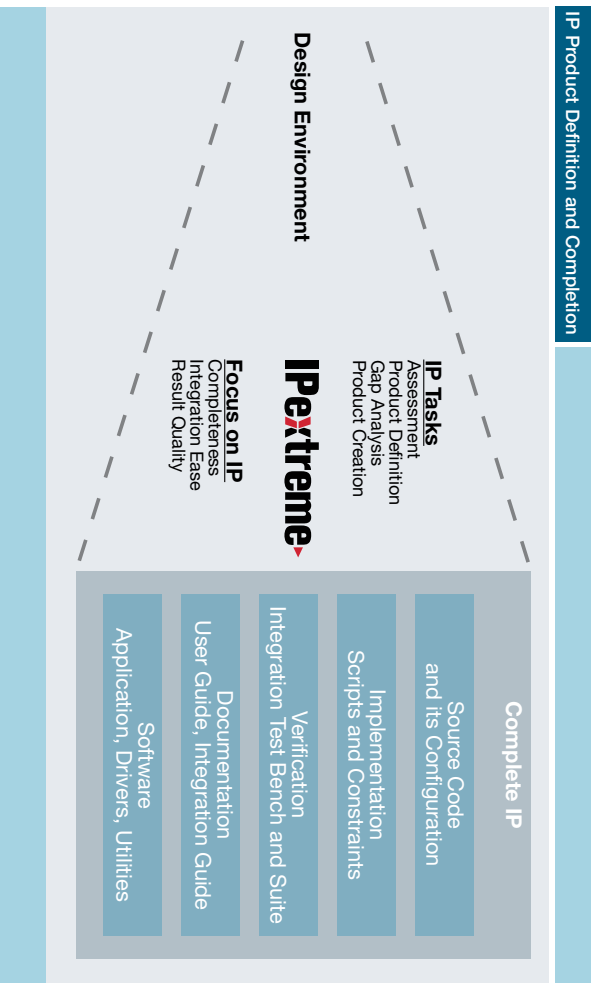 IP Product Definition and Completion
Design Environment
IP Tasks
Assessment
Product Definition
Gap Analysis
Product Creation
IPextreme
Focus on IP
Completeness
Integration Ease
Result Quality
Complete IP
Source Code
and its Configuration
Implementation
Scripts and Constraints
Verification
Integration Test Bench and Suite
Documentation
User Guide, Integration Guide
Software
Application, Drivers, Utilities